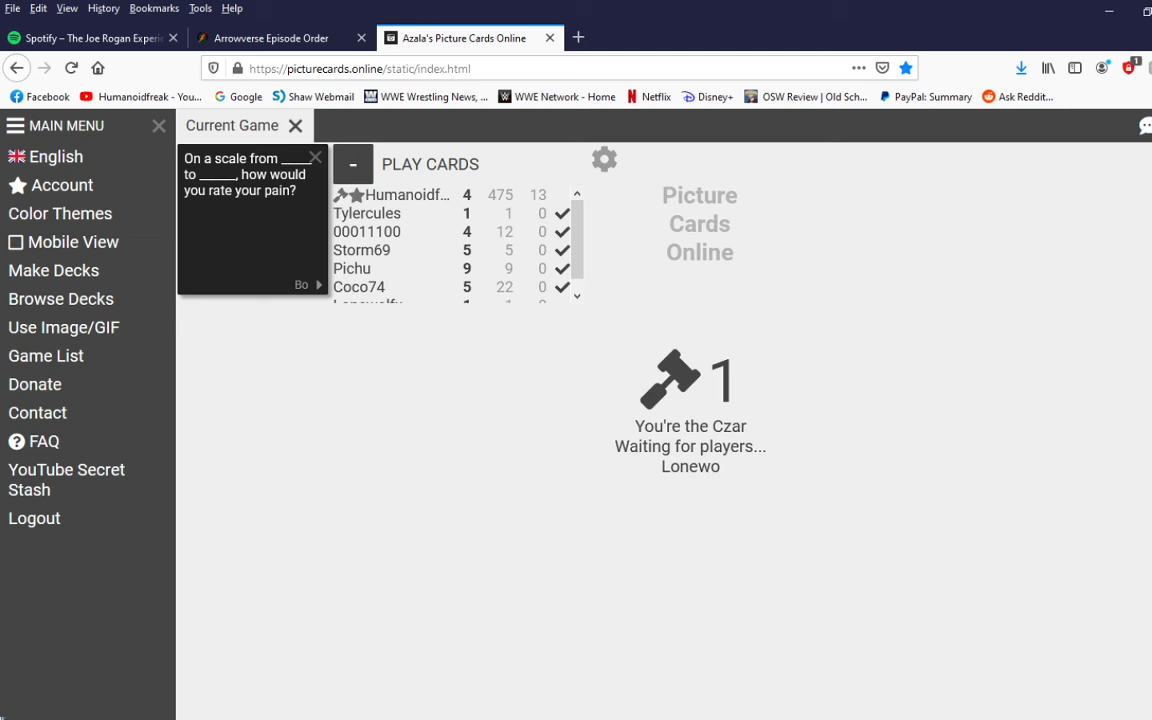 File Edit View History Bookmarks Tools Help
Spotify – The Joe Rogan Experi
Arrowverse Episode Order
Azala's Picture Cards Online
https://picturecards.online/static/index.html
1
Facebook
Humanoidfreak - You...
Google
Shaw Webmail
WWE Wrestling News, ...
WWE Network - Home
Netflix
Disney+
OSW Review | Old Sch...
PayPal: Summary
Ask Reddit...
MAIN MENU
Current Game
English
Account
Color Themes
Mobile View
Make Decks
Browse Decks
Use Image/GIF
Game List
Donate
Contact
FAQ
YouTube Secret
Stash
Logout
On a scale from _____
to ______, how would
you rate your pain?
Bo
- PLAY CARDS
Humanoidf... 4 475 13
Tylercules 1 1 0
00011100 4 12 0
Storm69 5 5 0
Pichu 9 9 0
Coco74 5 22 0
Picture
Cards
Online
1
You're the Czar
Waiting for players...
Lonewo